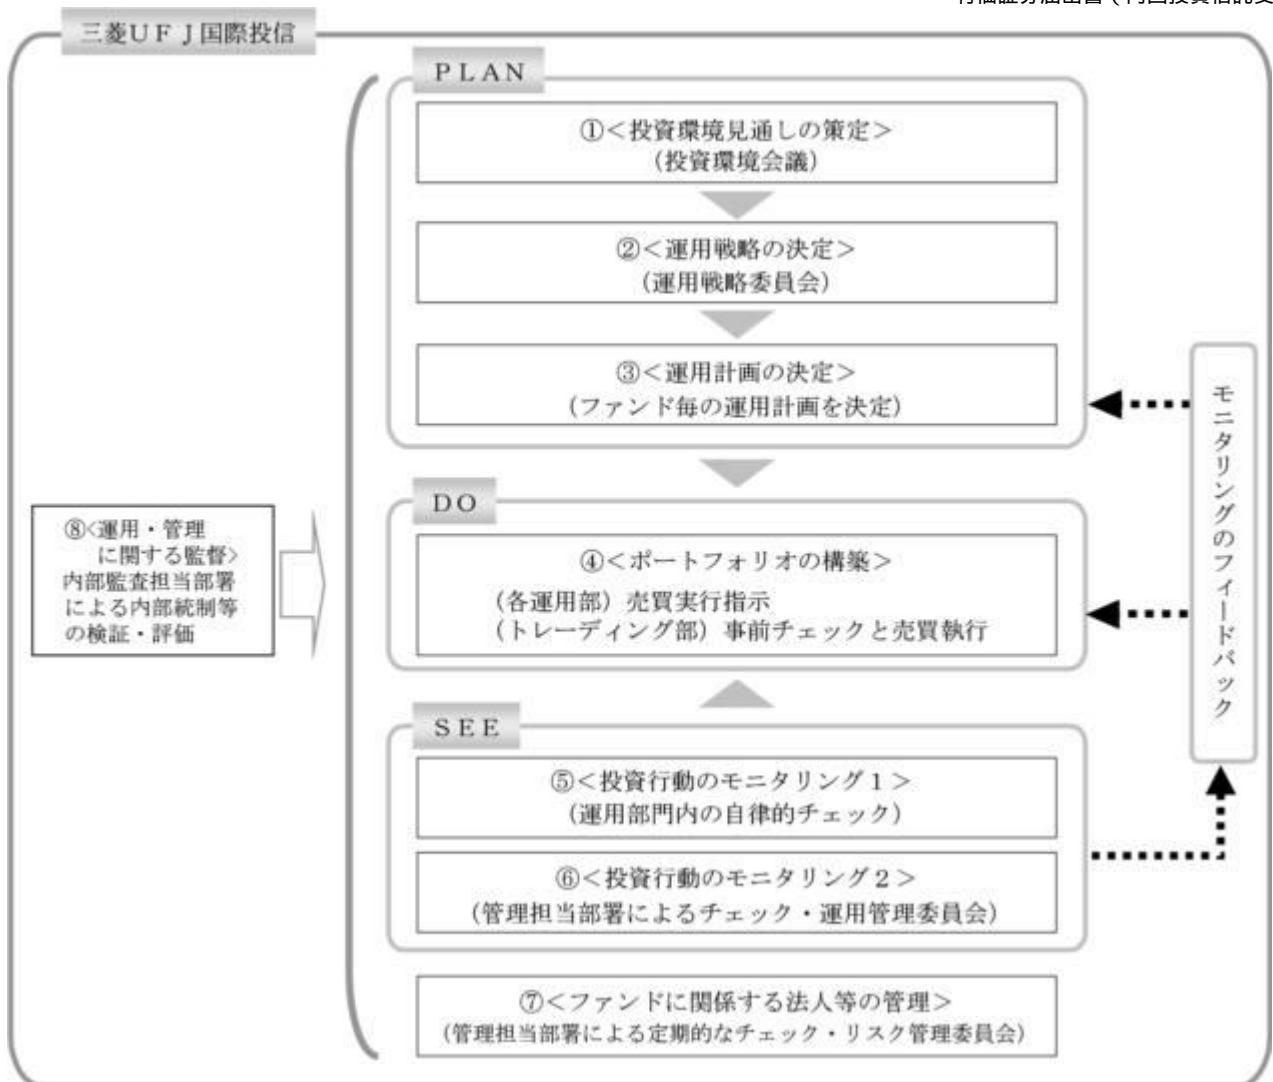 三菱ＵＦＪ国際投信
ＰＬＡＮ
①＜投資環境見通しの策定＞
（投資環境会議）
②＜運用戦略の決定＞
（運用戦略委員会）
③＜運用計画の決定＞
（ファンド毎の運用計画を決定）
ＤＯ
④＜ポートフォリオの構築＞
（各運用部）売買実行指示
（トレーディング部）事前チェックと売買執行
ＳＥＥ
⑤＜投資行動のモニタリング１＞
（運用部門内の自律的チェック）
⑥＜投資行動のモニタリング２＞
（管理担当部署によるチェック・運用管理委員会）
⑦＜ファンドに関係する法人等の管理＞
（管理担当部署による定期的なチェック・リスク管理委員会）
⑧<運用・管理
に関する監督>
内部監査担当部署
による内部統制等
の検証・評価
モニタリングのフィードバック